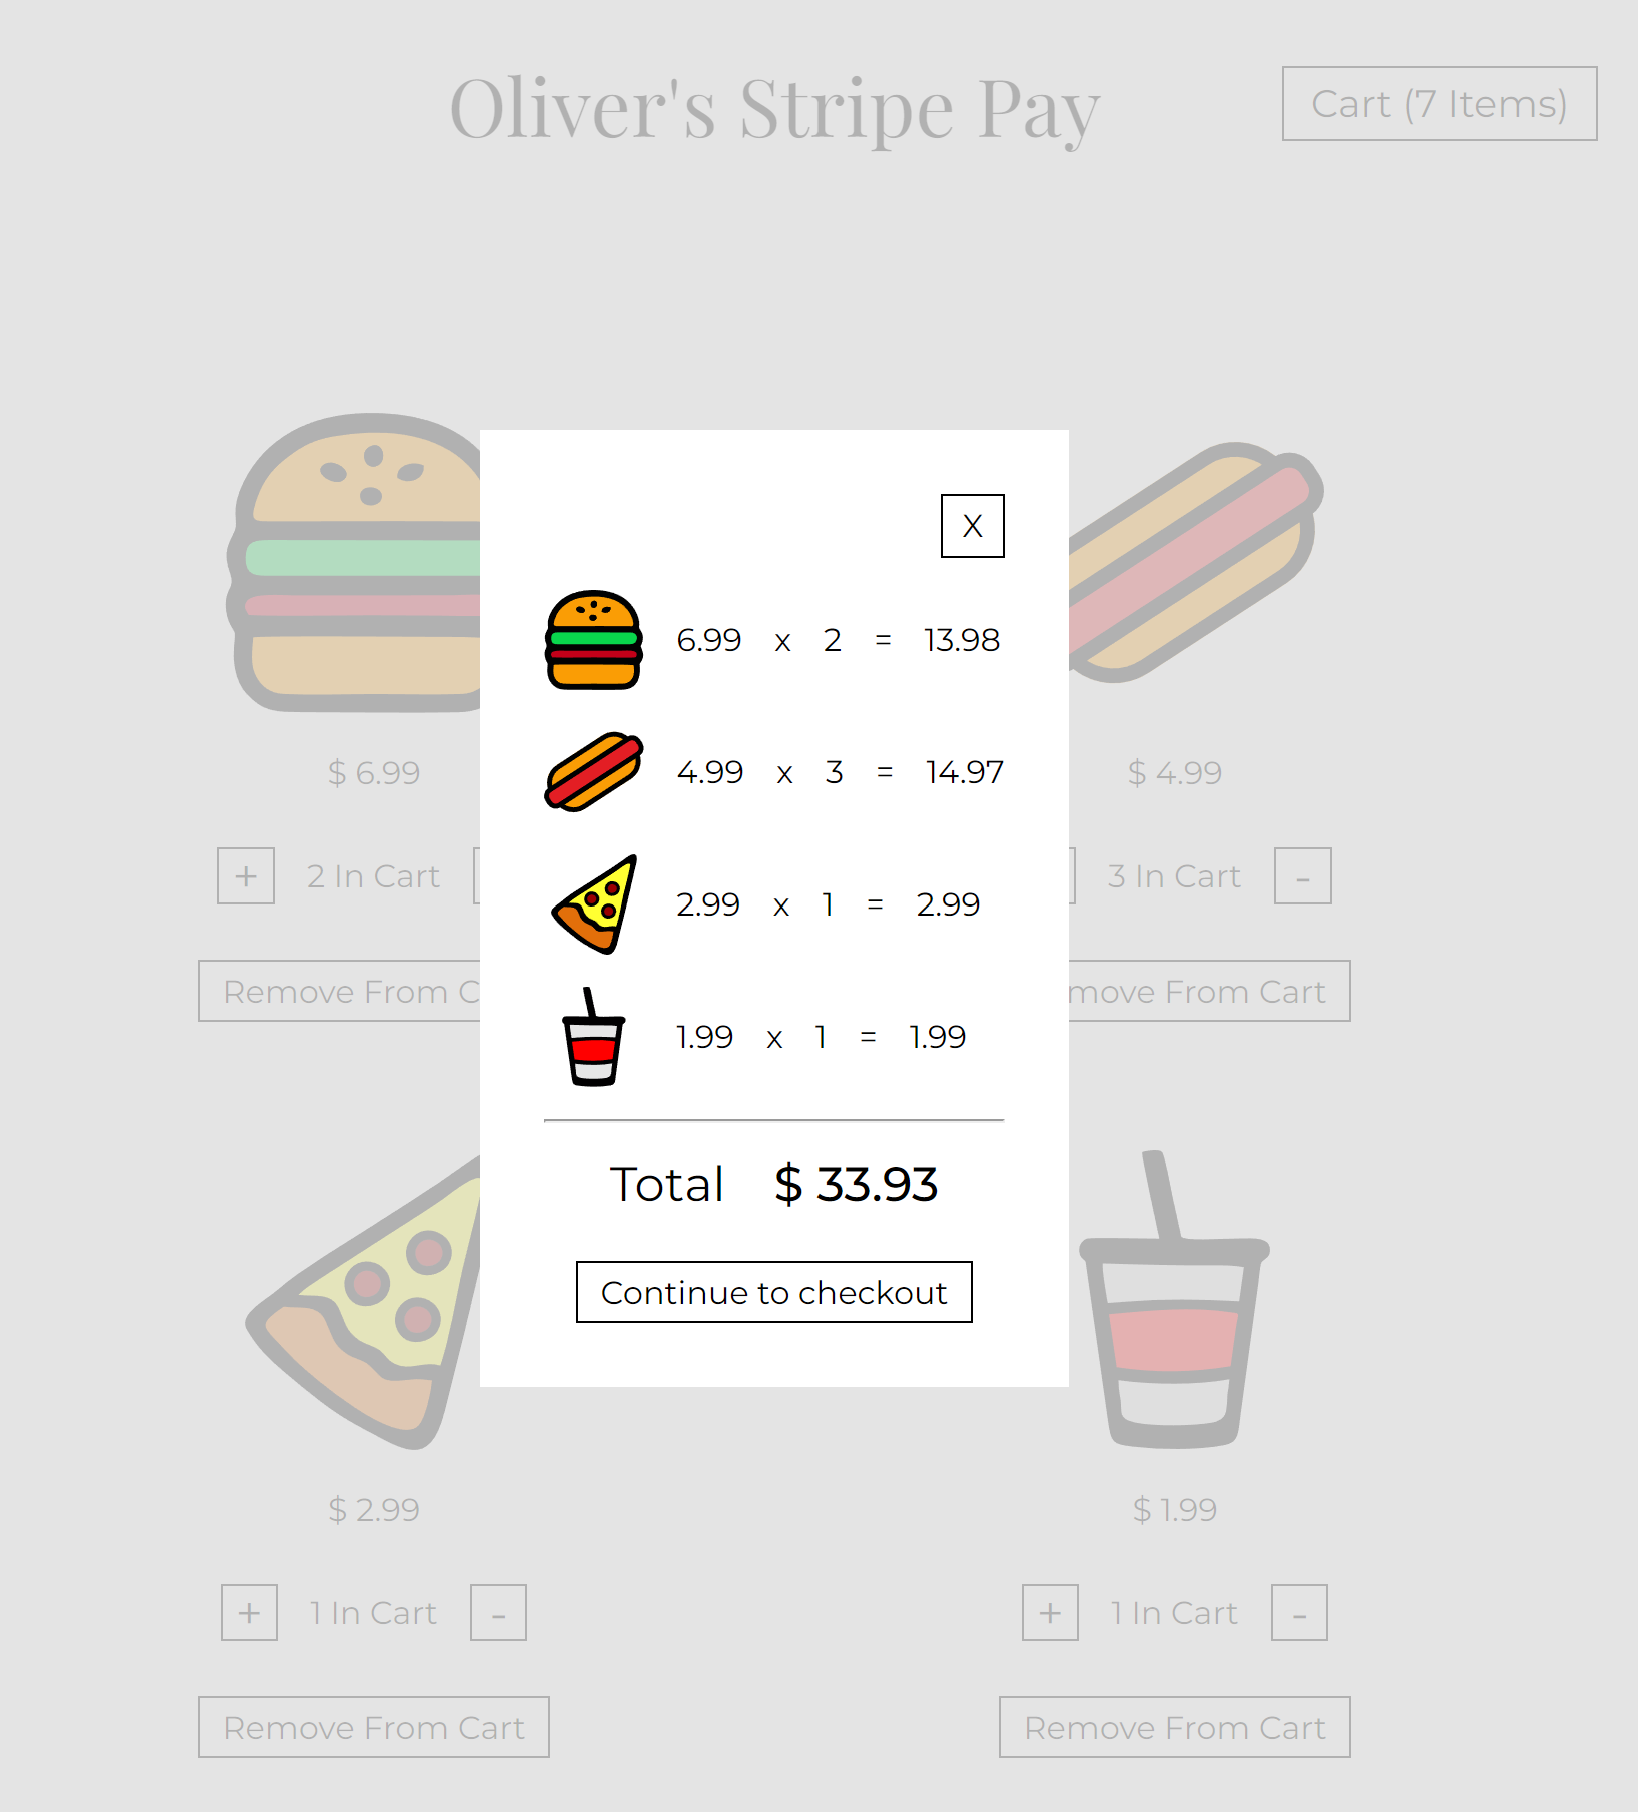 Oliver's Stripe Pay
Cart (7 Items)
X
6.99 x 2 = 13.98
4.99 x 3 = 14.97
2.99 x 1 = 2.99
1.99 x 1 = 1.99
Total $ 33.93
Continue to checkout
$ 6.99
+ 2 In Cart
Remove From C
$ 4.99
3 In Cart -
move From Cart
$ 2.99
+ 1 In Cart -
Remove From Cart
$ 1.99
+ 1 In Cart -
Remove From Cart